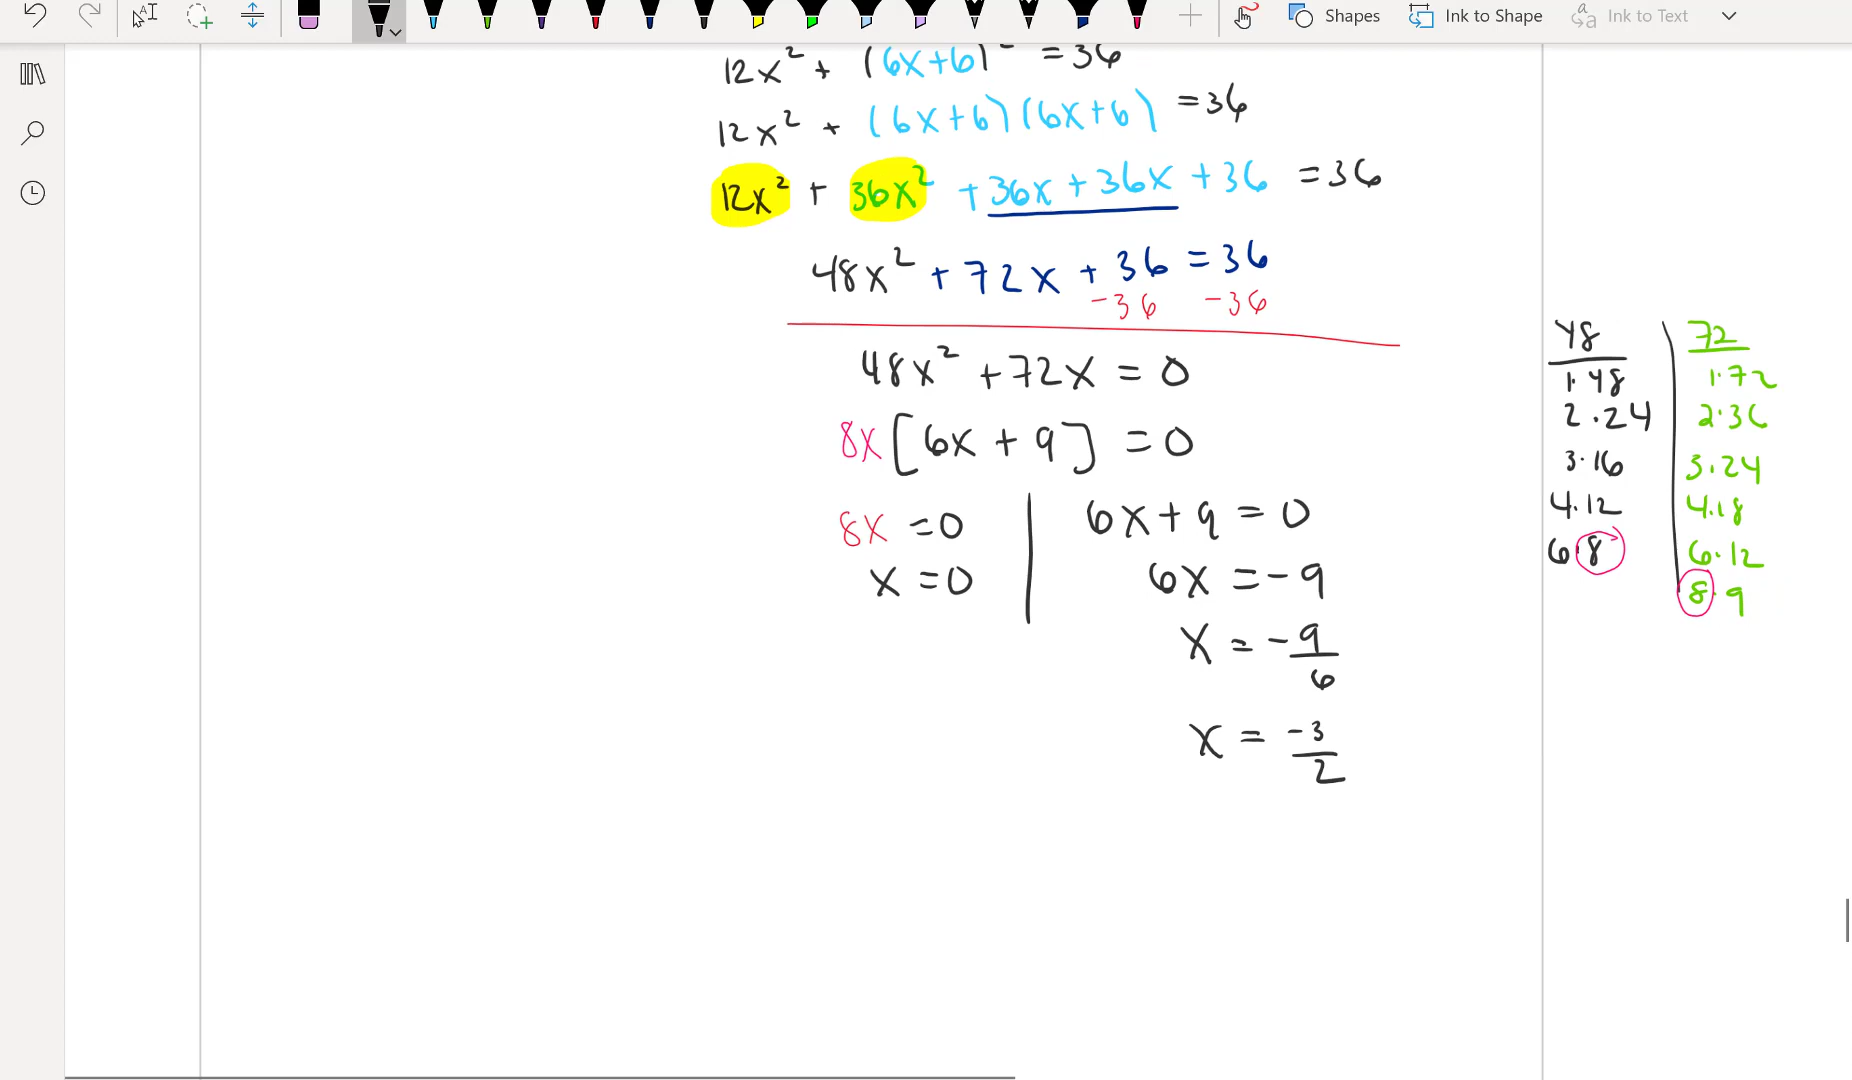 Shapes Ink to Shape Ink to Text
12x² + (6x+6)² = 36
12x² + (6x+6)(6x+6) = 36
12x² + 36x² + 36x + 36x + 36 = 36
48x² + 72x + 36 = 36
-36 -36
48x² + 72x = 0
8x[6x + 9] = 0
8x = 0
x = 0
6x + 9 = 0
6x = -9
x = -9/6
x = -3/2
48
1·48
2·24
3·16
4·12
6·8
72
1·72
2·36
3·24
4·18
6·12
8·9